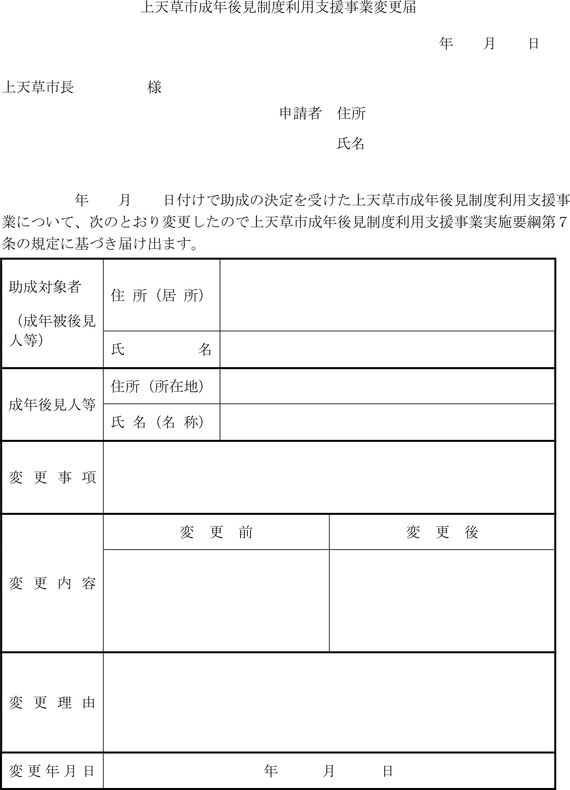 上天草市成年後見制度利用支援事業変更届
年　　月　　日
上天草市長　　　　　様
申請者　住所
氏名
年　　月　　日付けで助成の決定を受けた上天草市成年後見制度利用支援事
業について、次のとおり変更したので上天草市成年後見制度利用支援事業実施要綱第７
条の規定に基づき届け出ます。
助成対象者
（成年被後見
人等）
住 所（居 所）
氏　　　　　名
成年後見人等
住所（所在地）
氏 名（名 称）
変 更 事 項
変 更 内 容
変　更　前
変　更　後
変 更 理 由
変更年月日
年　　　月　　　日